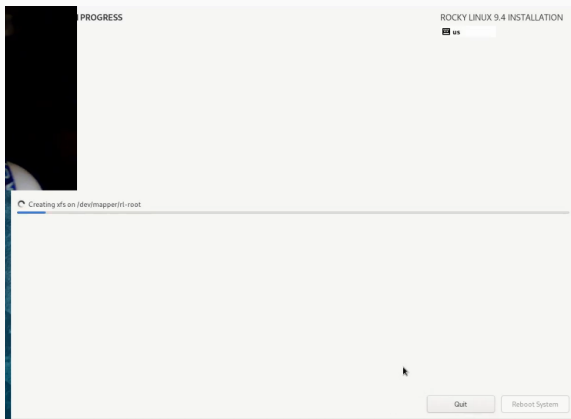 PROGRESS
ROCKY LINUX 9.4 INSTALLATION
us
Creating xfs on /dev/mapper/rl-root
Quit
Reboot System